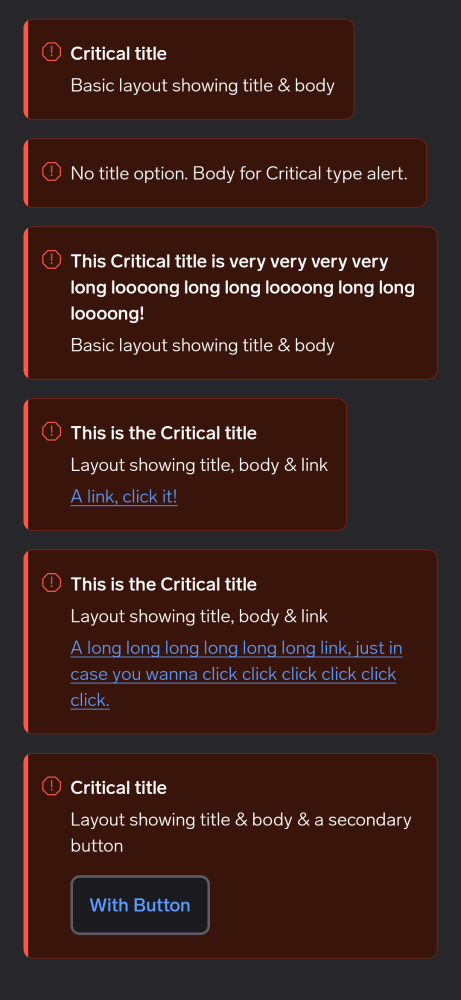 Critical title
Basic layout showing title & body
No title option. Body for Critical type alert.
This Critical title is very very very very
long loooong long long loooong long long
loooong!
Basic layout showing title & body
This is the Critical title
Layout showing title, body & link
A link, click it!
This is the Critical title
Layout showing title, body & link
A long long long long long long link, just in
case you wanna click click click click click
click.
Critical title
Layout showing title & body & a secondary
button
With Button